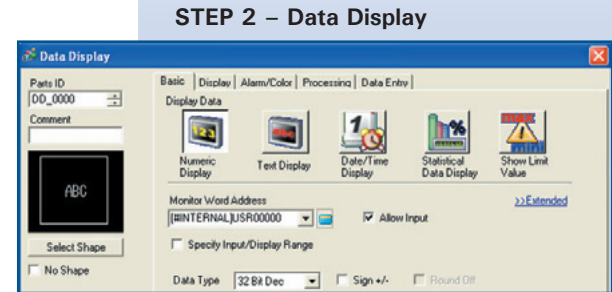 STEP 2 – Data Display
Data Display
Parts ID
DD_0000
Comment
ABC
Select Shape
No Shape
Basic Display Alarm/Color Processing Data Entry
Display Data
Numeric Display
Text Display
Date/Time Display
Statistical Data Display
Show Limit Value
Monitor Word Address
[#INTERNAL]USR00000
Allow Input
>>Extended
Specify Input/Display Range
Data Type 32 Bit Dec Sign +/- Round Off